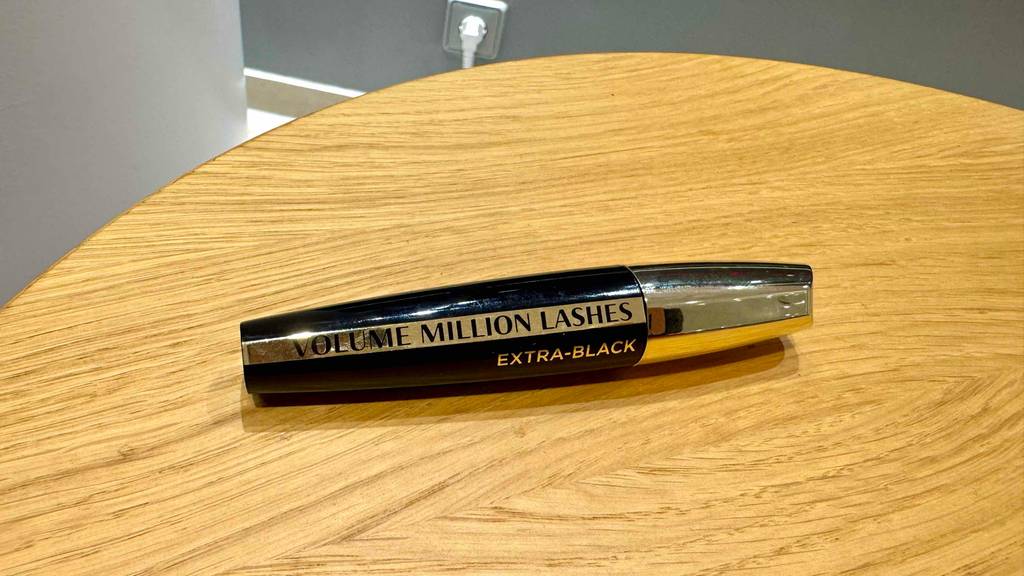 VOLUME MILLION LASHES
EXTRA-BLACK